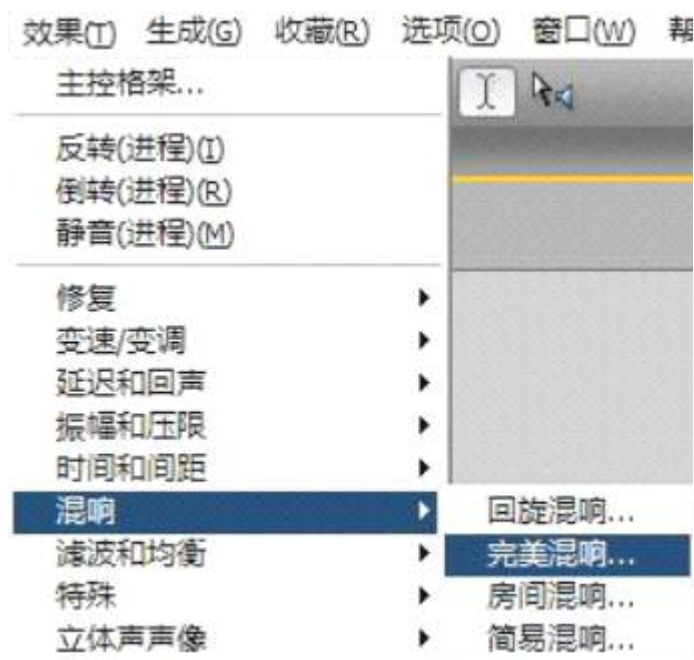 效果(T) 生成(G) 收藏(R) 选项(O) 窗口(W) 帮
主控格架...
反转(进程)(I)
倒转(进程)(R)
静音(进程)(M)
修复
变速/变调
延迟和回声
振幅和压限
时间和间距
混响
回旋混响...
滤波和均衡
完美混响...
特殊
房间混响...
立体声声像
简易混响...